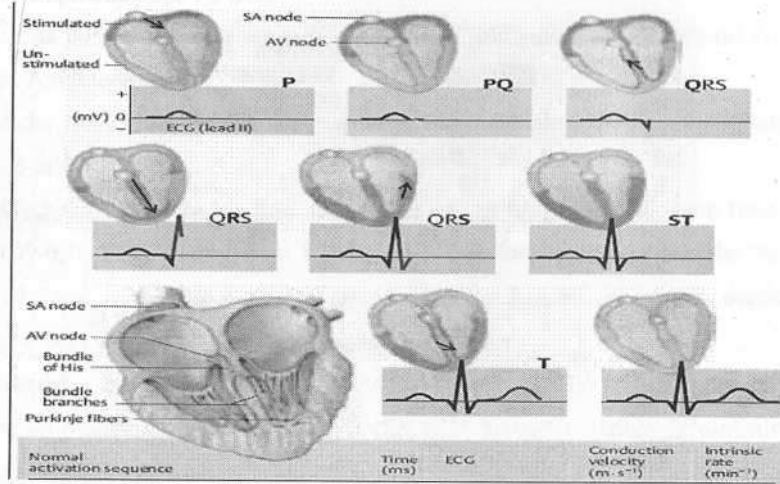 Stimulated
Un-
stimulated
P
+
(mV) 0
−
ECG (lead II)
SA node
AV node
PQ
QRS
QRS
QRS
ST
SA node
AV node
Bundle
of His
Bundle
branches
Purkinje fibers
T
Normal
activation sequence
Time
(ms)
ECG
Conduction
velocity
(m·s⁻¹)
Intrinsic
rate
(min⁻¹)